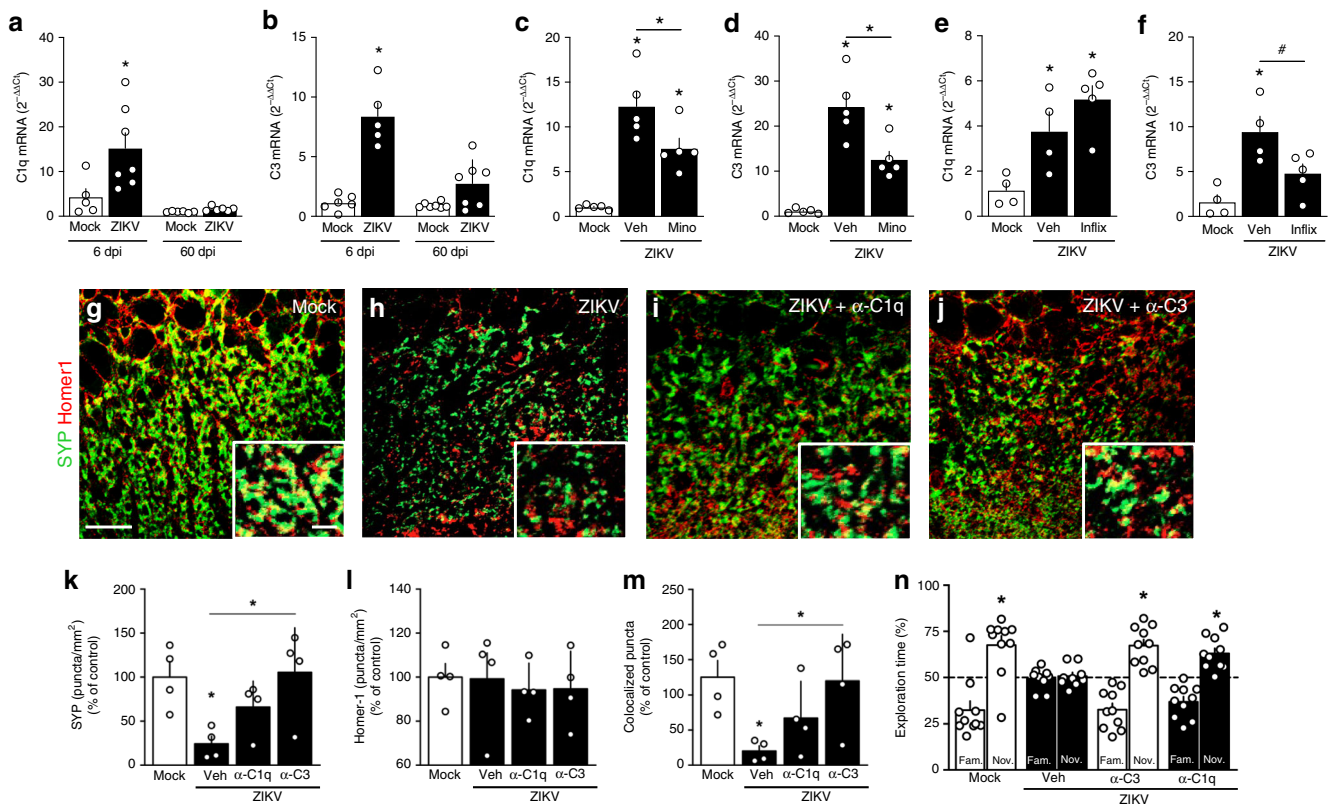 a
C1q mRNA (2−ΔΔCt)
40
30
20
10
0
*
Mock ZIKV Mock ZIKV
6 dpi 60 dpi
b
C3 mRNA (2−ΔΔCt)
15
10
5
0
*
Mock ZIKV Mock ZIKV
6 dpi 60 dpi
c
C1q mRNA (2−ΔΔCt)
20
15
10
5
0
*
* *
Mock Veh Mino
ZIKV
d
C3 mRNA (2−ΔΔCt)
40
30
20
10
0
*
* *
Mock Veh Mino
ZIKV
e
C1q mRNA (2−ΔΔCt)
8
6
4
2
0
* *
Mock Veh Inflix
ZIKV
f
C3 mRNA (2−ΔΔCt)
20
15
10
5
0
#
*
Mock Veh Inflix
ZIKV
SYP Homer1
g Mock
h ZIKV
i ZIKV + α-C1q
j ZIKV + α-C3
k
SYP (puncta/mm²)
(% of control)
200
150
100
50
0
*
*
Mock Veh α-C1q α-C3
ZIKV
l
Homer-1 (puncta/mm²)
(% of control)
140
120
100
80
60
Mock Veh α-C1q α-C3
ZIKV
m
Colocalized puncta
(% of control)
250
200
150
100
50
0
*
*
Mock Veh α-C1q α-C3
ZIKV
n
Exploration time (%)
100
75
50
25
0
* * *
Fam. Nov. Fam. Nov. Fam. Nov. Fam. Nov.
Mock Veh α-C3 α-C1q
ZIKV